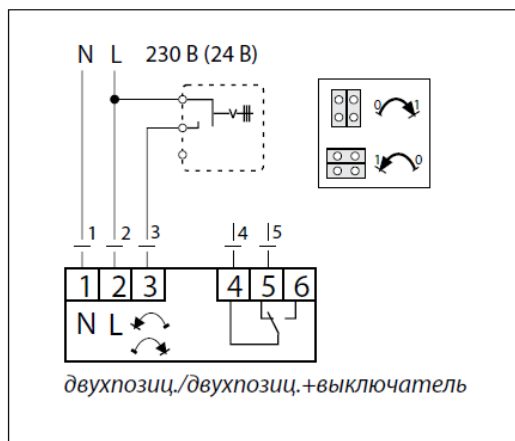 N L 230 В (24 В)
0 1
1 0
1 2 3 4 5
1 2 3 4 5 6
N L
двухпозиц./двухпозиц.+выключатель